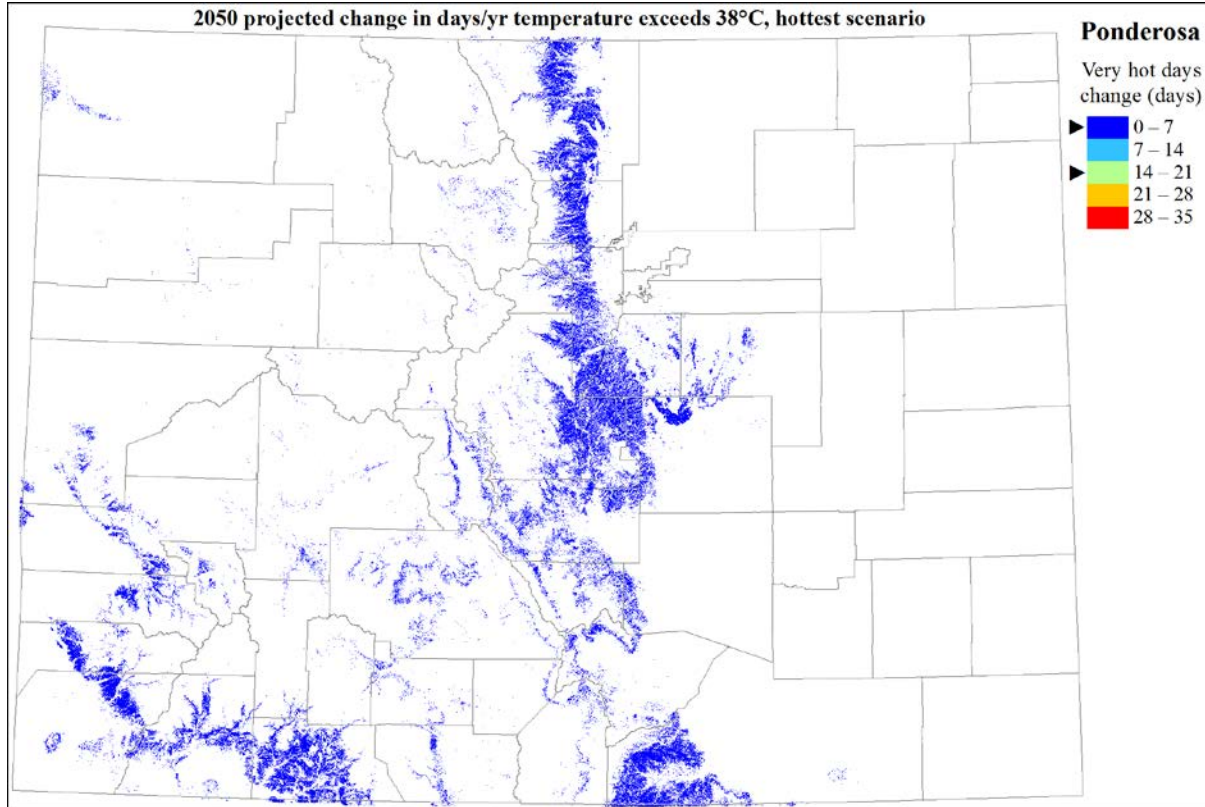 2050 projected change in days/yr temperature exceeds 38°C, hottest scenario
Ponderosa
Very hot days
change (days)
0 – 7
7 – 14
14 – 21
21 – 28
28 – 35